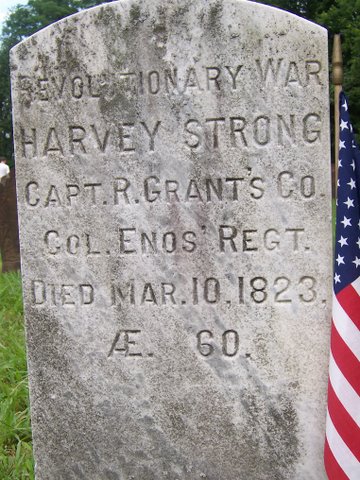 REVOLUTIONARY WAR
HARVEY STRONG
CAPT. R. GRANT'S CO.
COL. ENOS' REGT.
DIED MAR. 10. 1823.
Æ. 60.